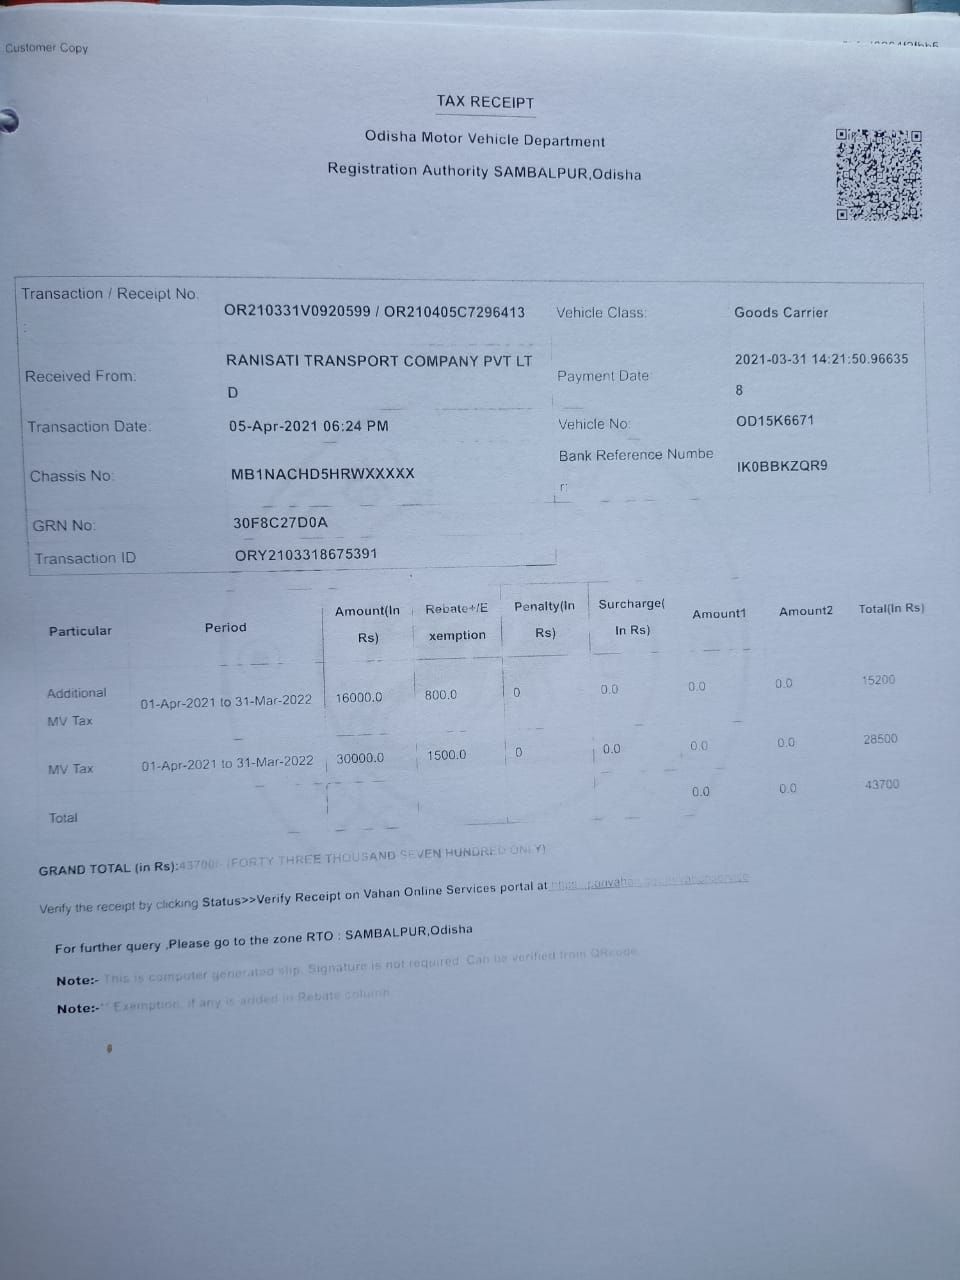 Customer Copy
TAX RECEIPT
Odisha Motor Vehicle Department
Registration Authority SAMBALPUR,Odisha
Transaction / Receipt No. OR210331V0920599 / OR210405C7296413 Vehicle Class: Goods Carrier
:
Received From: RANISATI TRANSPORT COMPANY PVT LT
D
Payment Date: 2021-03-31 14:21:50.96635
8
Transaction Date: 05-Apr-2021 06:24 PM Vehicle No: OD15K6671
Chassis No: MB1NACHD5HRWXXXXX Bank Reference Numbe
r: IK0BBKZQR9
GRN No: 30F8C27D0A
Transaction ID ORY2103318675391
Particular Period Amount(In
Rs) Rebate+/E
xemption Penalty(In
Rs) Surcharge(
In Rs) Amount1 Amount2 Total(In Rs)
Additional
MV Tax 01-Apr-2021 to 31-Mar-2022 16000.0 800.0 0 0.0 0.0 0.0 15200
MV Tax 01-Apr-2021 to 31-Mar-2022 30000.0 1500.0 0 0.0 0.0 0.0 28500
Total 0.0 0.0 43700
GRAND TOTAL (in Rs):43700/- (FORTY THREE THOUSAND SEVEN HUNDRED ONLY)
Verify the receipt by clicking Status>>Verify Receipt on Vahan Online Services portal at
For further query ,Please go to the zone RTO : SAMBALPUR,Odisha
Note:- This is computer generated slip. Signature is not required. Can be verified from QRcode
Note:-** Exemption, if any is added in Rebate column